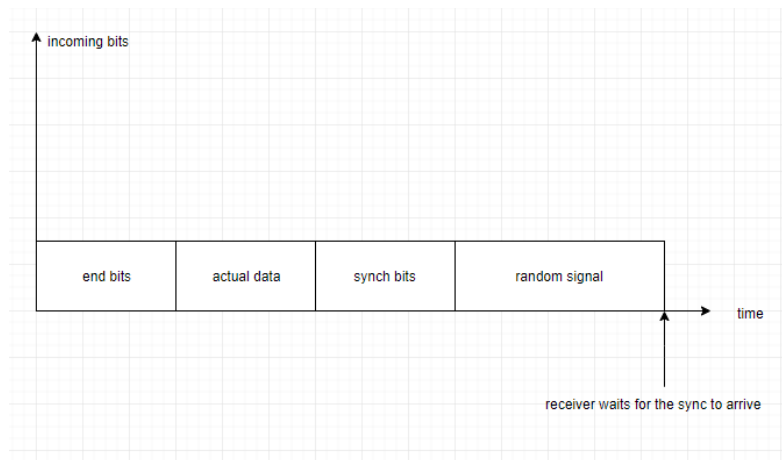 incoming bits
end bits
actual data
synch bits
random signal
time
receiver waits for the sync to arrive